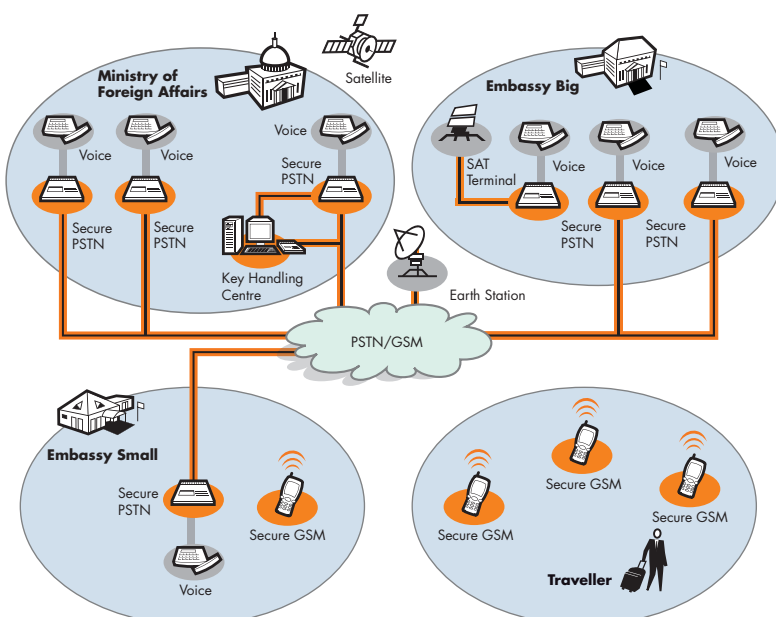 Ministry of
Foreign Affairs
Satellite
Voice
Voice
Voice
Secure
PSTN
Secure
PSTN
Secure
PSTN
Key Handling
Centre
Embassy Big
SAT
Terminal
Voice
Voice
Voice
Secure
PSTN
Secure
PSTN
Earth Station
PSTN/GSM
Embassy Small
Secure
PSTN
Voice
Secure GSM
Secure GSM
Secure GSM
Secure GSM
Traveller